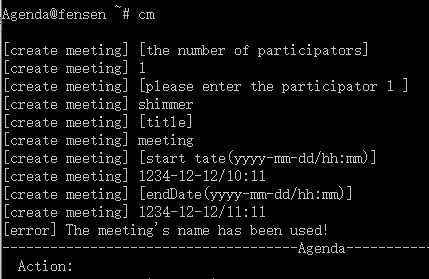 Agenda@fensen ~# cm
[create meeting] [the number of participators]
[create meeting] 1
[create meeting] [please enter the participator 1 ]
[create meeting] shimmer
[create meeting] [title]
[create meeting] meeting
[create meeting] [start tate(yyyy-mm-dd/hh:mm)]
[create meeting] 1234-12-12/10:11
[create meeting] [endDate(yyyy-mm-dd/hh:mm)]
[create meeting] 1234-12-12/11:11
[error] The meeting's name has been used!
-----------------------------------Agenda----------
Action: